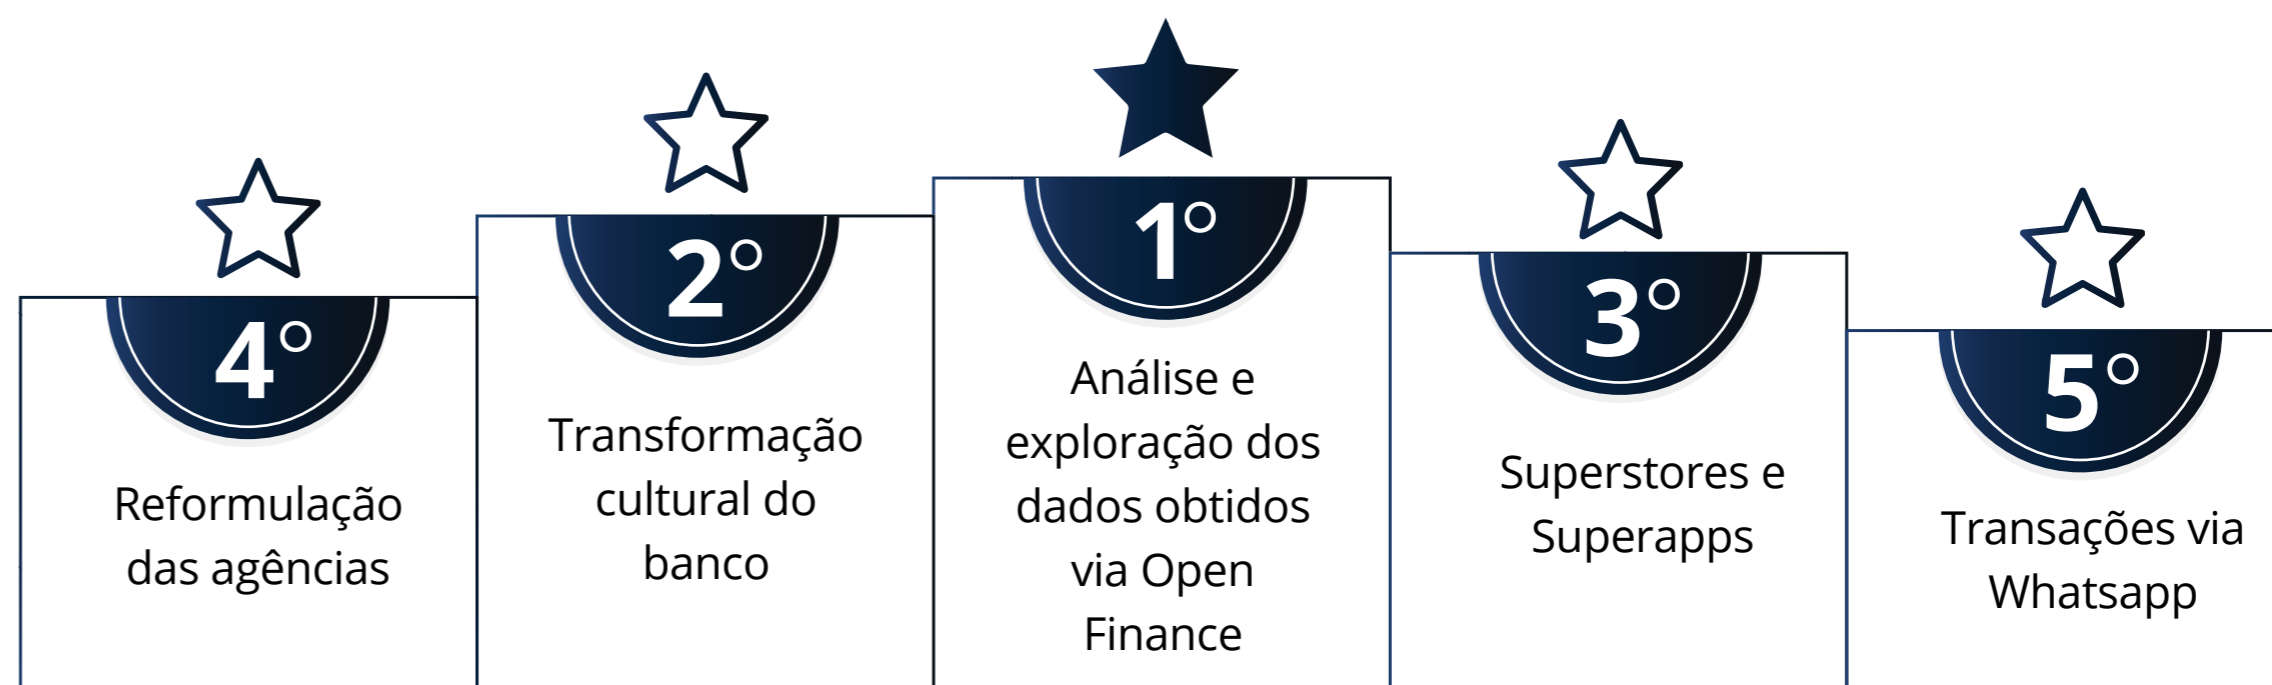 4°
Reformulação
das agências
2°
Transformação
cultural do
banco
1°
Análise e
exploração dos
dados obtidos
via Open
Finance
3°
Superstores e
Superapps
5°
Transações via
Whatsapp